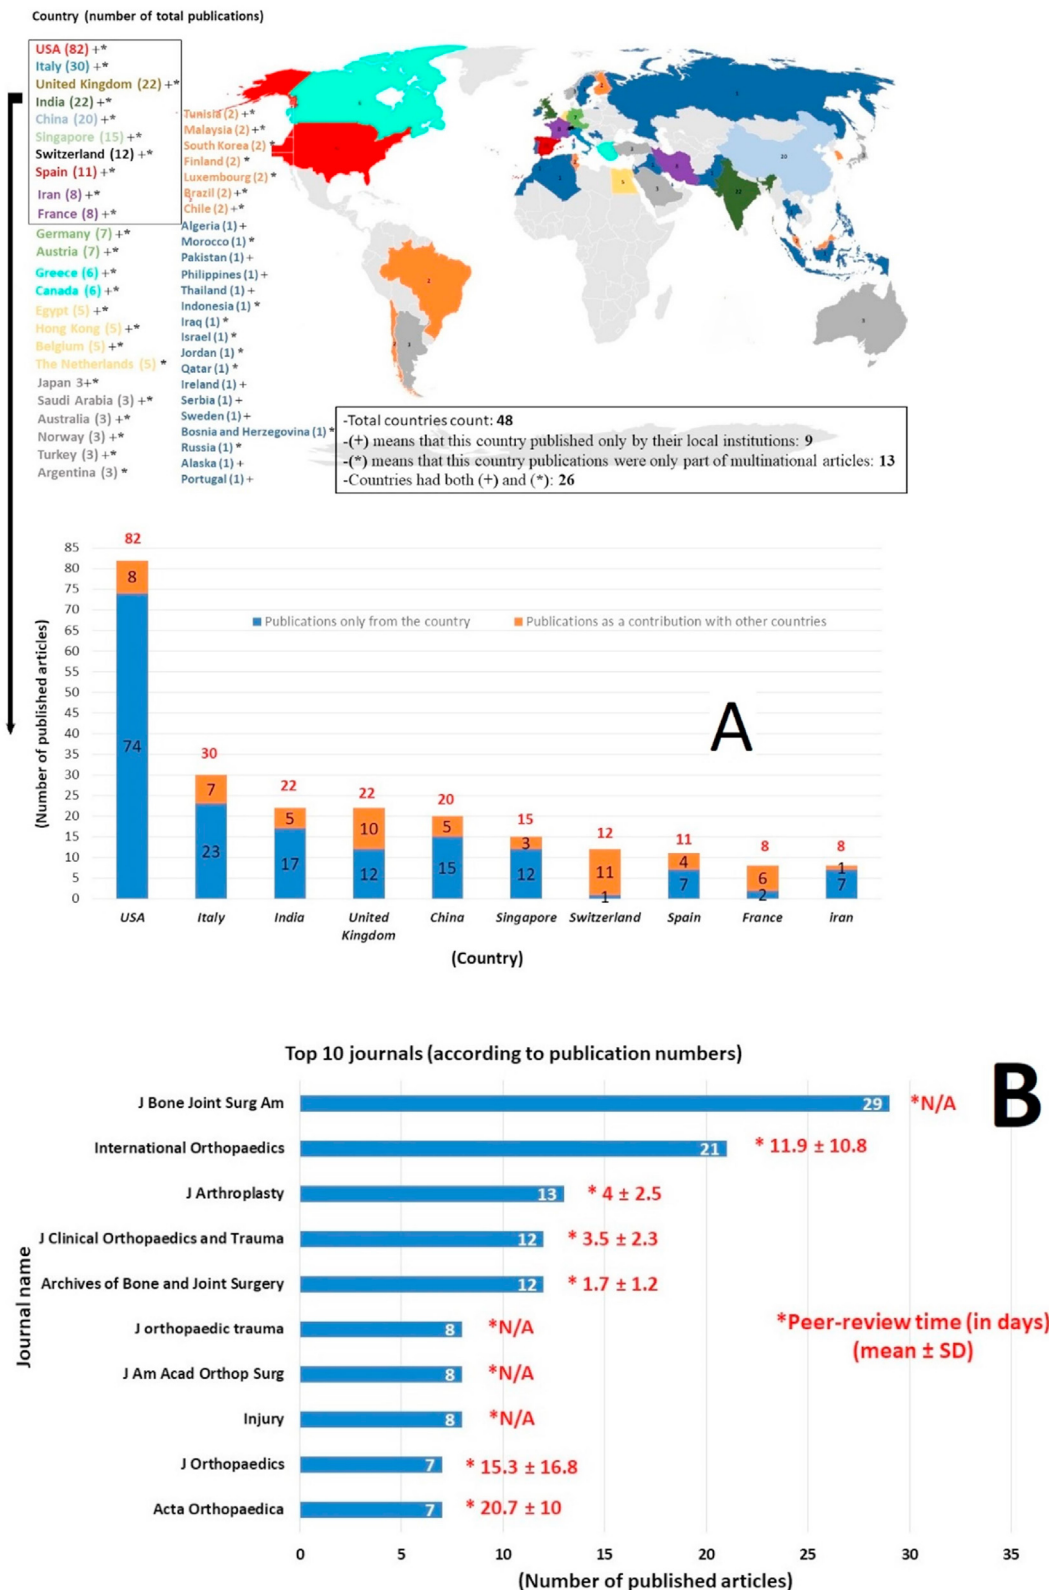 Country (number of total publications)
USA (82) +*
Italy (30) +*
United Kingdom (22) +*
India (22) +*
China (20) +*
Singapore (15) +*
Switzerland (12) +*
Spain (11) +*
Iran (8) +*
France (8) +*
Germany (7) +*
Austria (7) +*
Greece (6) +*
Canada (6) +*
Egypt (5) +*
Hong Kong (5) +*
Belgium (5) +*
The Netherlands (5) *
Japan 3+*
Saudi Arabia (3) +*
Australia (3) +*
Norway (3) +*
Turkey (3) +*
Argentina (3) *
Tunisia (2) +*
Malaysia (2) +*
South Korea (2) *
Finland (2) *
Luxembourg (2) *
Brazil (2) +*
Chile (2) +*
Algeria (1) +
Morocco (1) *
Pakistan (1) +
Philippines (1) +
Thailand (1) +
Indonesia (1) *
Iraq (1) *
Israel (1) *
Jordan (1) *
Qatar (1) *
Ireland (1) +
Serbia (1) +
Sweden (1) +
Bosnia and Herzegovina (1) *
Russia (1) *
Alaska (1) +
Portugal (1) +
-Total countries count: 48
-(+) means that this country published only by their local institutions: 9
-(*) means that this country publications were only part of multinational articles: 13
-Countries had both (+) and (*): 26
(Number of published articles)
85
80
75
70
65
60
55
50
45
40
35
30
25
20
15
10
5
0
Publications only from the country
Publications as a contribution with other countries
A
82
8
74
30
7
23
22
5
17
22
10
12
20
5
15
15
3
12
12
11
1
11
4
7
8
6
2
8
1
7
USA
Italy
India
United
Kingdom
China
Singapore
Switzerland
Spain
France
iran
(Country)
Top 10 journals (according to publication numbers)
B
Journal name
J Bone Joint Surg Am 29 *N/A
International Orthopaedics 21 * 11.9 ± 10.8
J Arthroplasty 13 * 4 ± 2.5
J Clinical Orthopaedics and Trauma 12 * 3.5 ± 2.3
Archives of Bone and Joint Surgery 12 * 1.7 ± 1.2
J orthopaedic trauma 8 *N/A
J Am Acad Orthop Surg 8 *N/A
Injury 8 *N/A
J Orthopaedics 7 * 15.3 ± 16.8
Acta Orthopaedica 7 * 20.7 ± 10
*Peer-review time (in days)
(mean ± SD)
0 5 10 15 20 25 30 35
(Number of published articles)